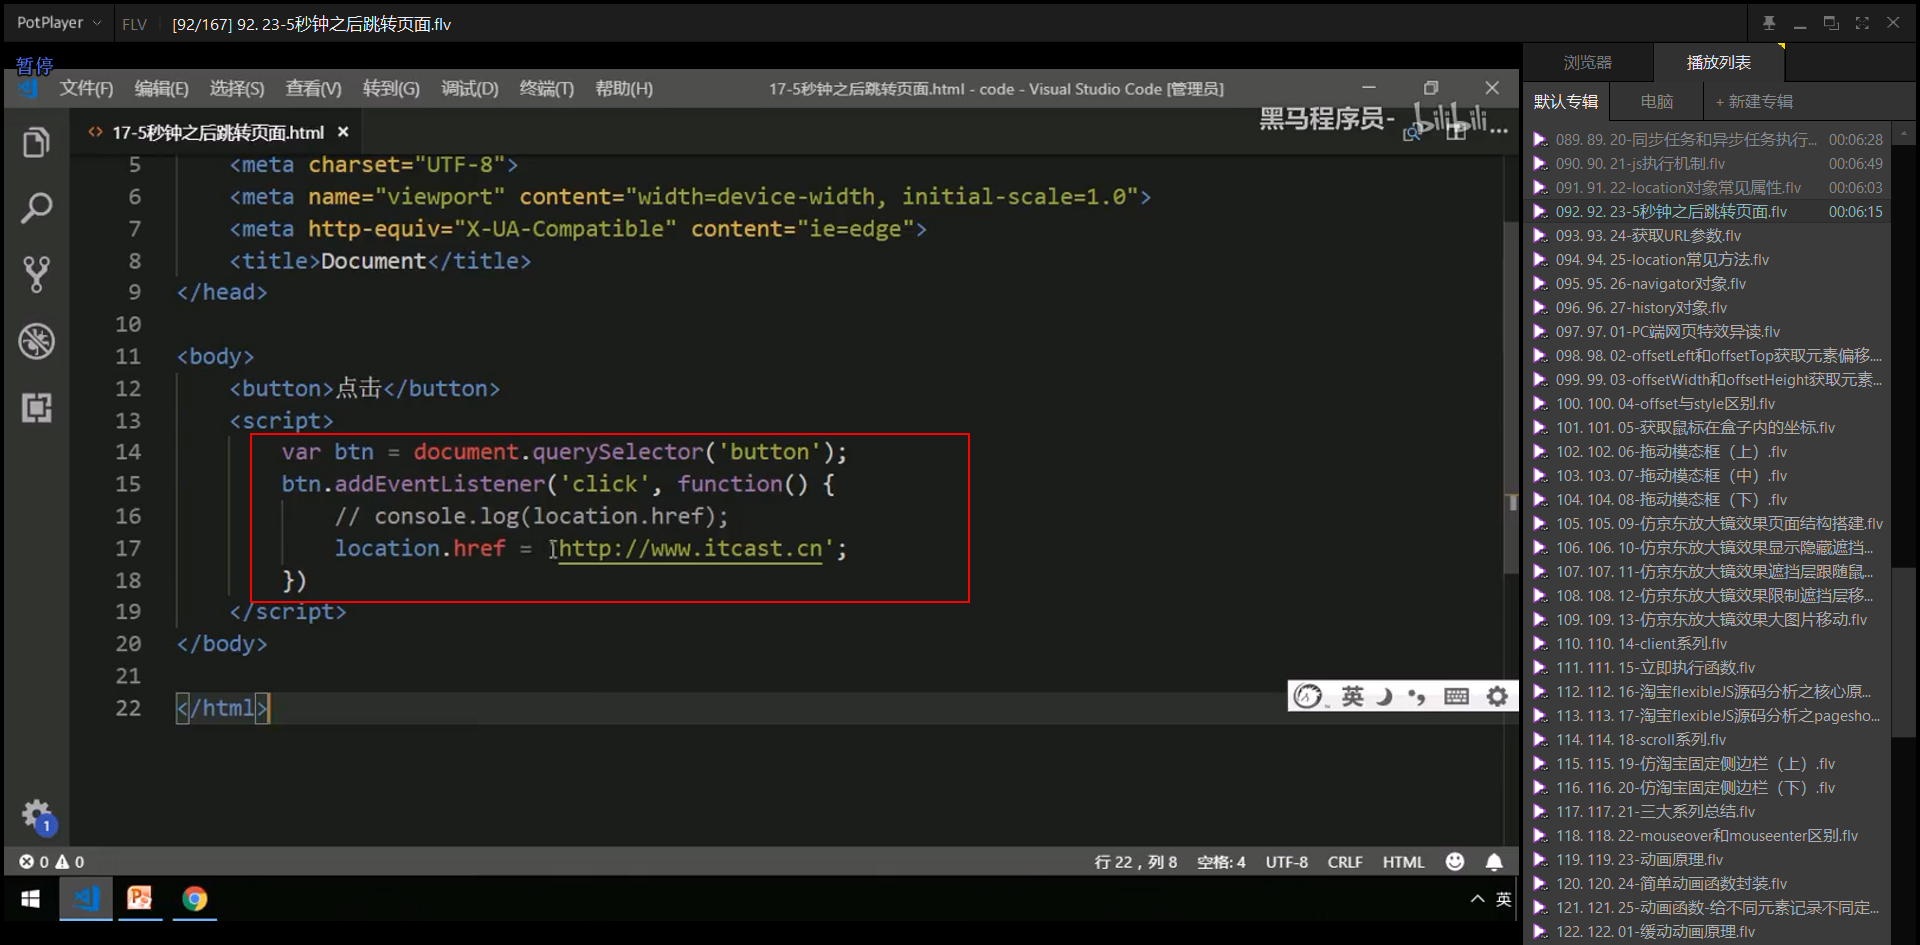 PotPlayer
FLV
[92/167] 92. 23-5秒钟之后跳转页面.flv
暂停
文件(F) 编辑(E) 选择(S) 查看(V) 转到(G) 调试(D) 终端(T) 帮助(H)
17-5秒钟之后跳转页面.html - code - Visual Studio Code [管理员]
17-5秒钟之后跳转页面.html
黑马程序员- bilibili
5 <meta charset="UTF-8">
6 <meta name="viewport" content="width=device-width, initial-scale=1.0">
7 <meta http-equiv="X-UA-Compatible" content="ie=edge">
8 <title>Document</title>
9 </head>
10
11 <body>
12 <button>点击</button>
13 <script>
14 var btn = document.querySelector('button');
15 btn.addEventListener('click', function() {
16 // console.log(location.href);
17 location.href = 'http://www.itcast.cn';
18 })
19 </script>
20 </body>
21
22 </html>
英
1
0 0
行 22，列 8 空格: 4 UTF-8 CRLF HTML
英
浏览器 播放列表
默认专辑 电脑 + 新建专辑
089. 89. 20-同步任务和异步任务执行... 00:06:28
090. 90. 21-js执行机制.flv 00:06:49
091. 91. 22-location对象常见属性.flv 00:06:03
092. 92. 23-5秒钟之后跳转页面.flv 00:06:15
093. 93. 24-获取URL参数.flv
094. 94. 25-location常见方法.flv
095. 95. 26-navigator对象.flv
096. 96. 27-history对象.flv
097. 97. 01-PC端网页特效导读.flv
098. 98. 02-offsetLeft和offsetTop获取元素偏移....
099. 99. 03-offsetWidth和offsetHeight获取元素...
100. 100. 04-offset与style区别.flv
101. 101. 05-获取鼠标在盒子内的坐标.flv
102. 102. 06-拖动模态框（上）.flv
103. 103. 07-拖动模态框（中）.flv
104. 104. 08-拖动模态框（下）.flv
105. 105. 09-仿京东放大镜效果页面结构搭建.flv
106. 106. 10-仿京东放大镜效果显示隐藏遮挡...
107. 107. 11-仿京东放大镜效果遮挡层跟随鼠...
108. 108. 12-仿京东放大镜效果限制遮挡层移...
109. 109. 13-仿京东放大镜效果大图片移动.flv
110. 110. 14-client系列.flv
111. 111. 15-立即执行函数.flv
112. 112. 16-淘宝flexibleJS源码分析之核心原...
113. 113. 17-淘宝flexibleJS源码分析之pagesho...
114. 114. 18-scroll系列.flv
115. 115. 19-仿淘宝固定侧边栏（上）.flv
116. 116. 20-仿淘宝固定侧边栏（下）.flv
117. 117. 21-三大系列总结.flv
118. 118. 22-mouseover和mouseenter区别.flv
119. 119. 23-动画原理.flv
120. 120. 24-简单动画函数封装.flv
121. 121. 25-动画函数-给不同元素记录不同定...
122. 122. 01-缓动动画原理.flv